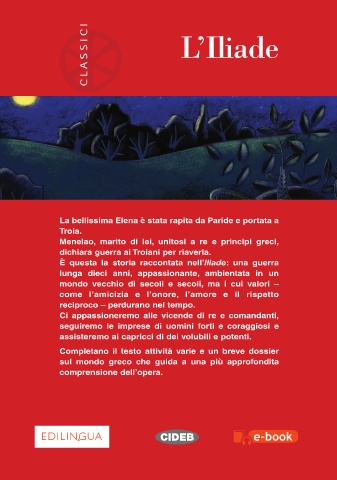 CLASSICI
L'Iliade
La bellissima Elena è stata rapita da Paride e portata a
Troia.
Menelao, marito di lei, unitosi a re e principi greci,
dichiara guerra ai Troiani per riaverla.
È questa la storia raccontata nell'Iliade: una guerra
lunga dieci anni, appassionante, ambientata in un
mondo vecchio di secoli e secoli, ma i cui valori –
come l'amicizia e l'onore, l'amore e il rispetto
reciproco – perdurano nel tempo.
Ci appassioneremo alle vicende di re e comandanti,
seguiremo le imprese di uomini forti e coraggiosi e
assisteremo ai capricci di dei volubili e potenti.
Completano il testo attività varie e un breve dossier
sul mondo greco che guida a una più approfondita
comprensione dell'opera.
EDILINGUA
CIDEB
e-book